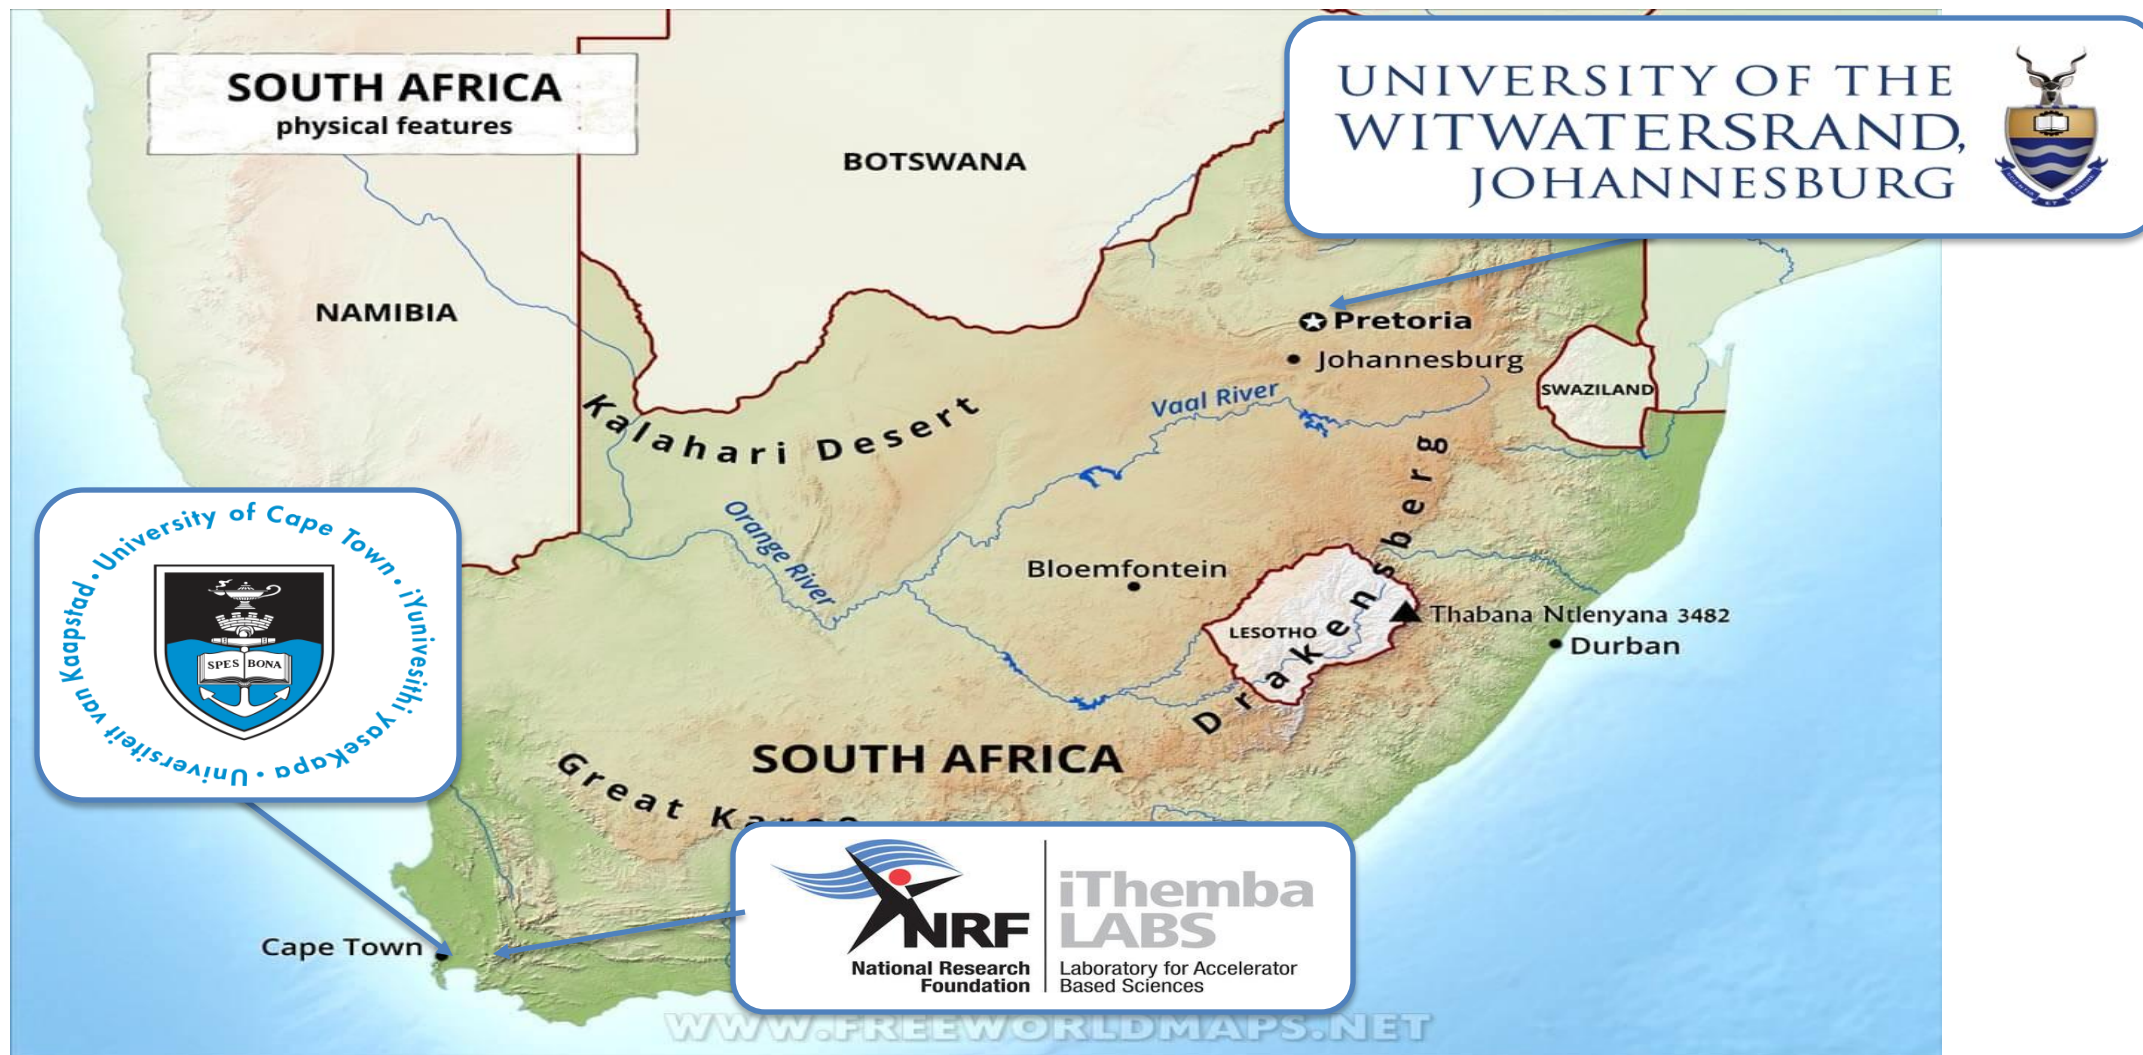 SOUTH AFRICA
physical features
UNIVERSITY OF THE
WITWATERSRAND,
JOHANNESBURG
SCIENTIA ET LABORE
BOTSWANA
NAMIBIA
Pretoria
Johannesburg
SWAZILAND
Vaal River
Kalahari Desert
Orange River
Bloemfontein
Drakensberg
LESOTHO
Thabana Ntlenyana 3482
Durban
University of Cape Town · iYunivesithi yaseKapa · Universiteit van Kaapstad ·
SPES BONA
SOUTH AFRICA
Great Karoo
Cape Town
NRF
National Research
Foundation
iThemba
LABS
Laboratory for Accelerator
Based Sciences
WWW.FREEWORLDMAPS.NET